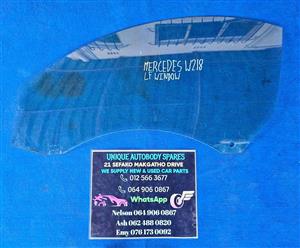 MERCEDES W218
LF WINDOW
UNIQUE AUTOBODY SPARES
21 SEFAKO MAKGATHO DRIVE
WE SUPPLY NEW & USED CAR PARTS
012 566 3677
064 906 0867
WhatsApp
Nelson 064 906 0867
Ash 062 488 0820
Emy 076 173 0092